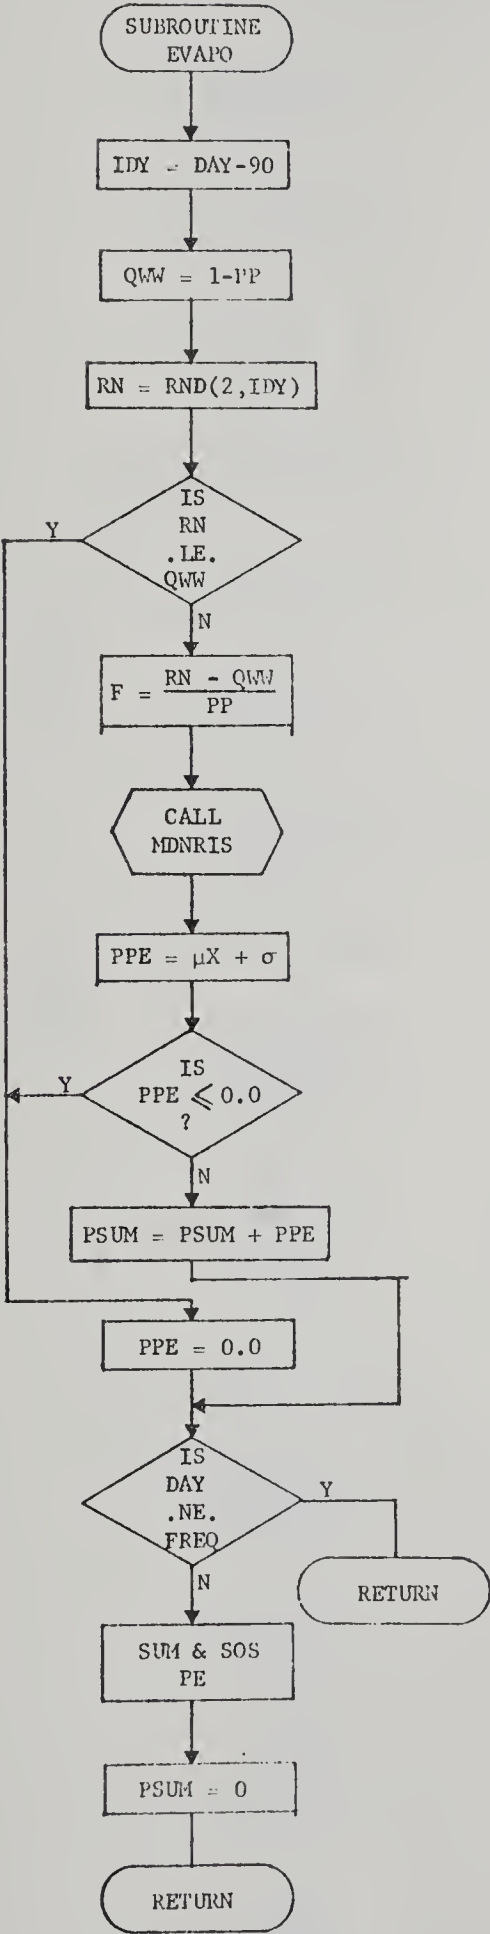 SUBROUTINE
EVAPO
IDY = DAY-90
QWW = 1-PP
RN = RND(2,IDY)
IS
RN
.LE.
QWW
Y
N
F = RN - QWW
PP
CALL
MDNRIS
PPE = μX + σ
IS
PPE ⩽ 0.0
?
Y
N
PSUM = PSUM + PPE
PPE = 0.0
IS
DAY
.NE.
FREQ
Y
N
RETURN
SUM & SOS
PE
PSUM = 0
RETURN